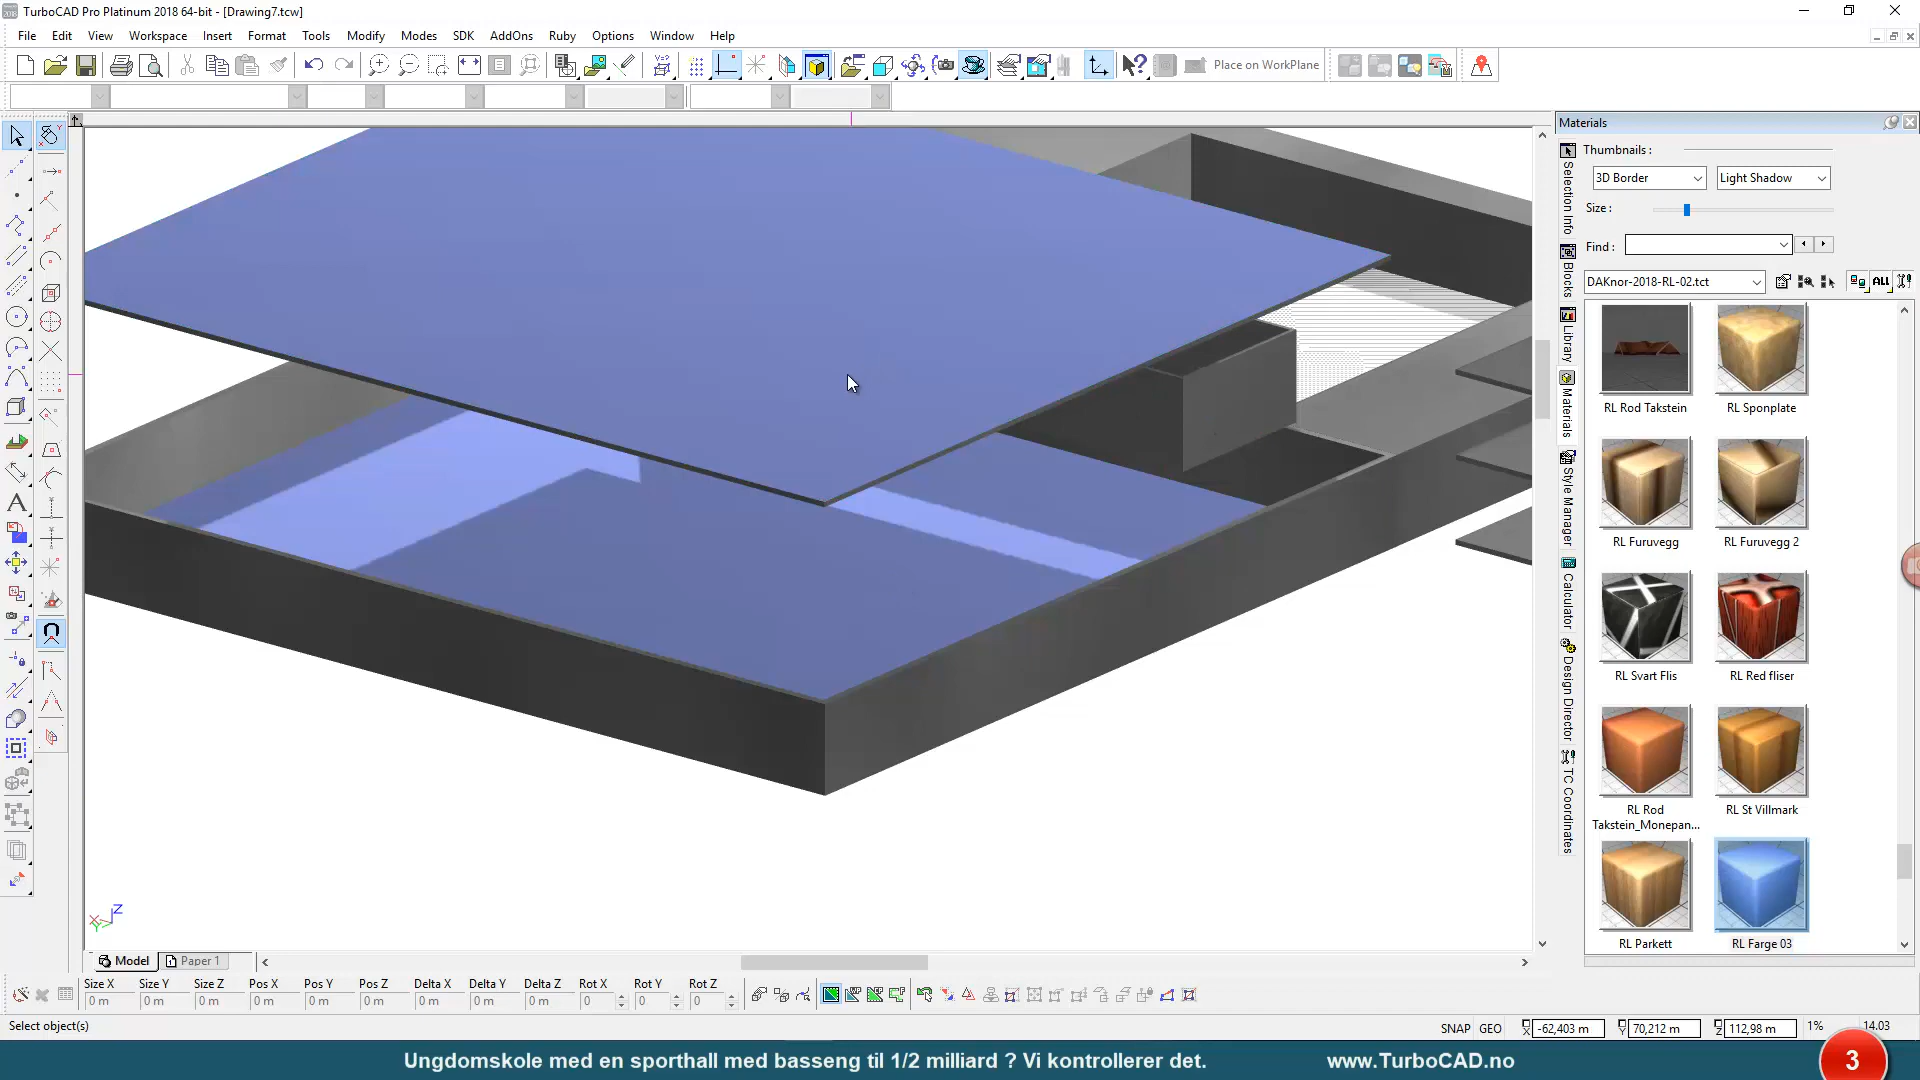 TurboCAD Pro Platinum 2018 64-bit - [Drawing7.tcw]
File Edit View Workspace Insert Format Tools Modify Modes SDK AddOns Ruby Options Window Help
Place on WorkPlane
Materials
Thumbnails :
3D Border Light Shadow
Size :
Find :
DAKnor-2018-RL-02.tct ALL
Selection Info
Blocks
Library
Materials
Style Manager
Calculator
Design Director
TC Coordinates
RL Rod Takstein RL Sponplate
RL Furuvegg RL Furuvegg 2
RL Svart Flis RL Red fliser
RL Rod Takstein_Monepan... RL St Villmark
RL Parkett RL Farge 03
Z
X
Y
Model Paper 1
Size X Size Y Size Z Pos X Pos Y Pos Z Delta X Delta Y Delta Z Rot X Rot Y Rot Z
0 m 0 m 0 m 0 m 0 m 0 m 0 m 0 m 0 m 0 0 0
Select object(s) SNAP GEO X -62,403 m Y 70,212 m Z 112,98 m 1% 14.03
Ungdomskole med en sporthall med basseng til 1/2 milliard ? Vi kontrollerer det. www.TurboCAD.no 3